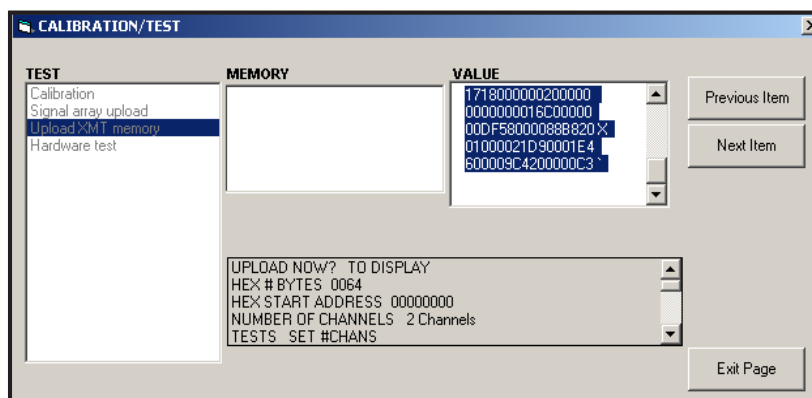 CALIBRATION/TEST
TEST
Calibration
Signal array upload
Upload XMT memory
Hardware test
MEMORY
VALUE
1718000000200000
0000000016C00000
00DF58000088B820 X
01000021D90001E4
600009C4200000C3 `
Previous Item
Next Item
UPLOAD NOW? TO DISPLAY
HEX # BYTES 0064
HEX START ADDRESS 00000000
NUMBER OF CHANNELS 2 Channels
TESTS SET #CHANS
Exit Page